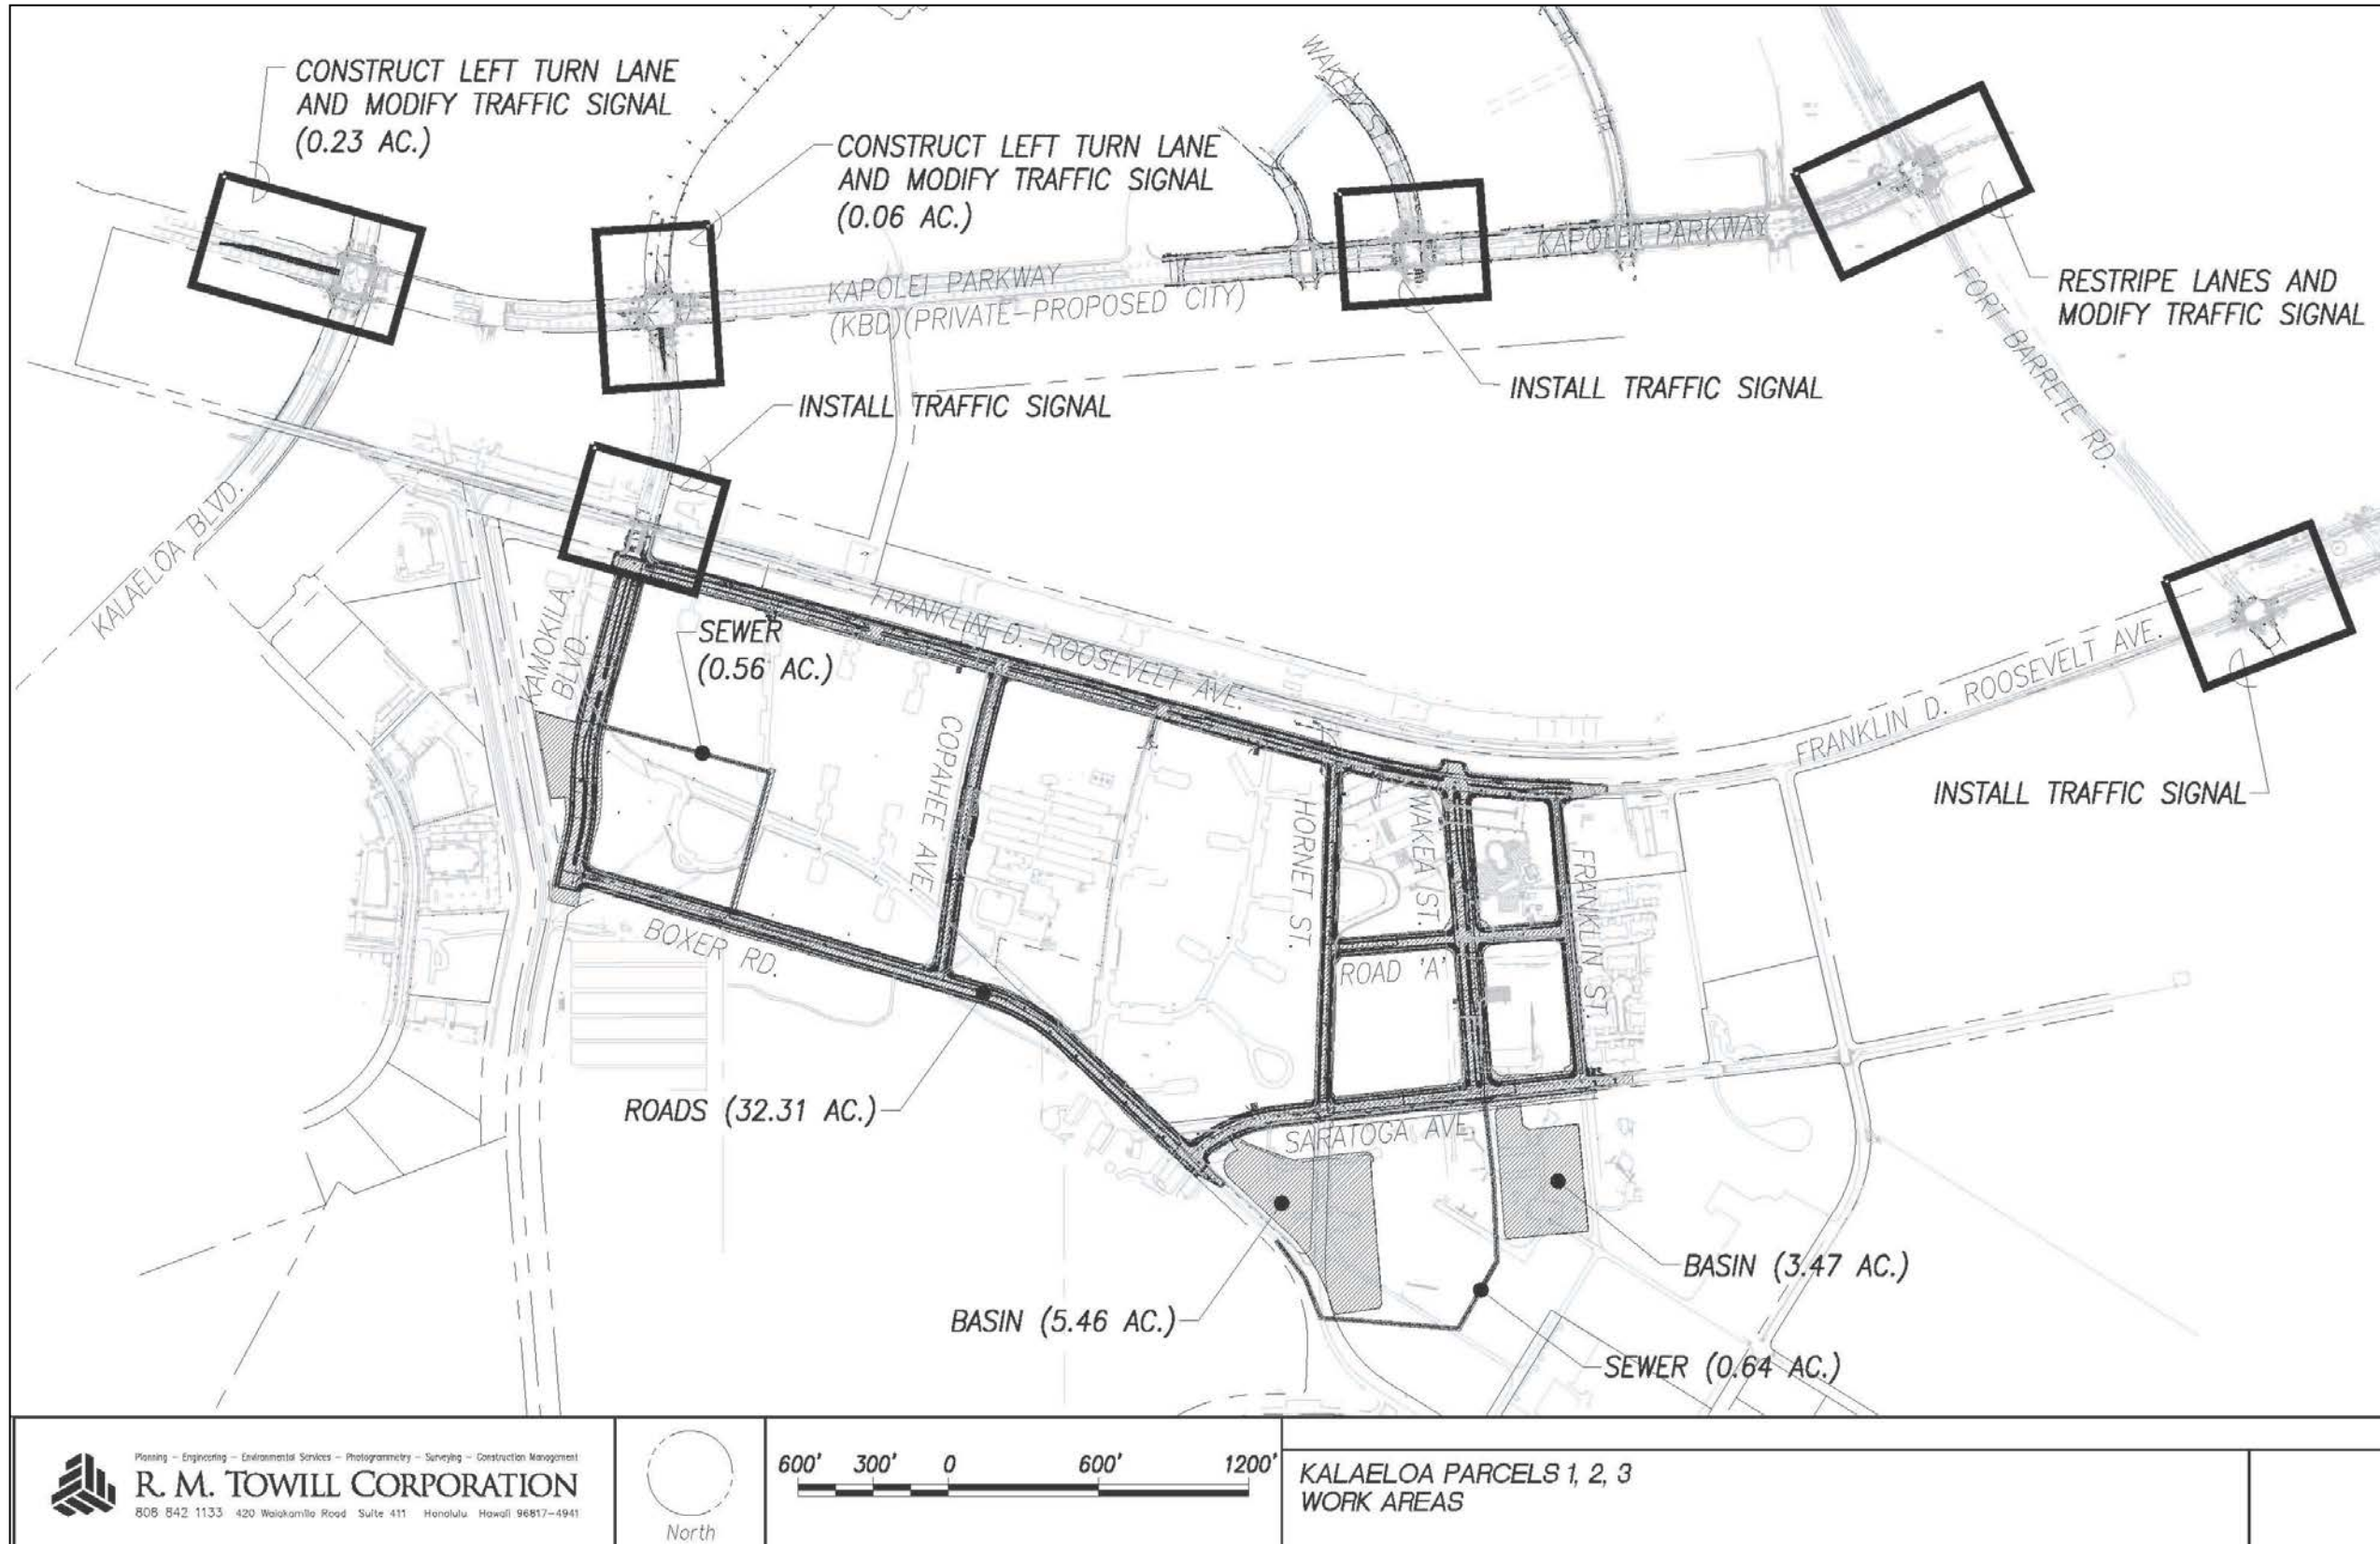 CONSTRUCT LEFT TURN LANE
AND MODIFY TRAFFIC SIGNAL
(0.23 AC.)
CONSTRUCT LEFT TURN LANE
AND MODIFY TRAFFIC SIGNAL
(0.06 AC.)
WAKEA ST.
KAPOLEI PARKWAY
KAPOLEI PARKWAY
(KBD)(PRIVATE-PROPOSED CITY)
RESTRIPE LANES AND
MODIFY TRAFFIC SIGNAL
FORT BARRETE RD.
INSTALL TRAFFIC SIGNAL
INSTALL TRAFFIC SIGNAL
KALAELOA BLVD.
KAMOKILA
BLVD.
SEWER
(0.56 AC.)
FRANKLIN D. ROOSEVELT AVE.
FRANKLIN D. ROOSEVELT AVE.
INSTALL TRAFFIC SIGNAL
COPAHEE AVE.
HORNET ST.
WAKEA ST.
FRANKLIN ST.
BOXER RD.
ROAD 'A'
ROADS (32.31 AC.)
SARATOGA AVE.
BASIN (3.47 AC.)
BASIN (5.46 AC.)
SEWER (0.64 AC.)
Planning - Engineering - Environmental Services - Photogrammetry - Surveying - Construction Management
R. M. TOWILL CORPORATION
808 842 1133 420 Waiakamilo Road Suite 411 Honolulu Hawaii 96817-4941
North
600' 300' 0 600' 1200'
KALAELOA PARCELS 1, 2, 3
WORK AREAS